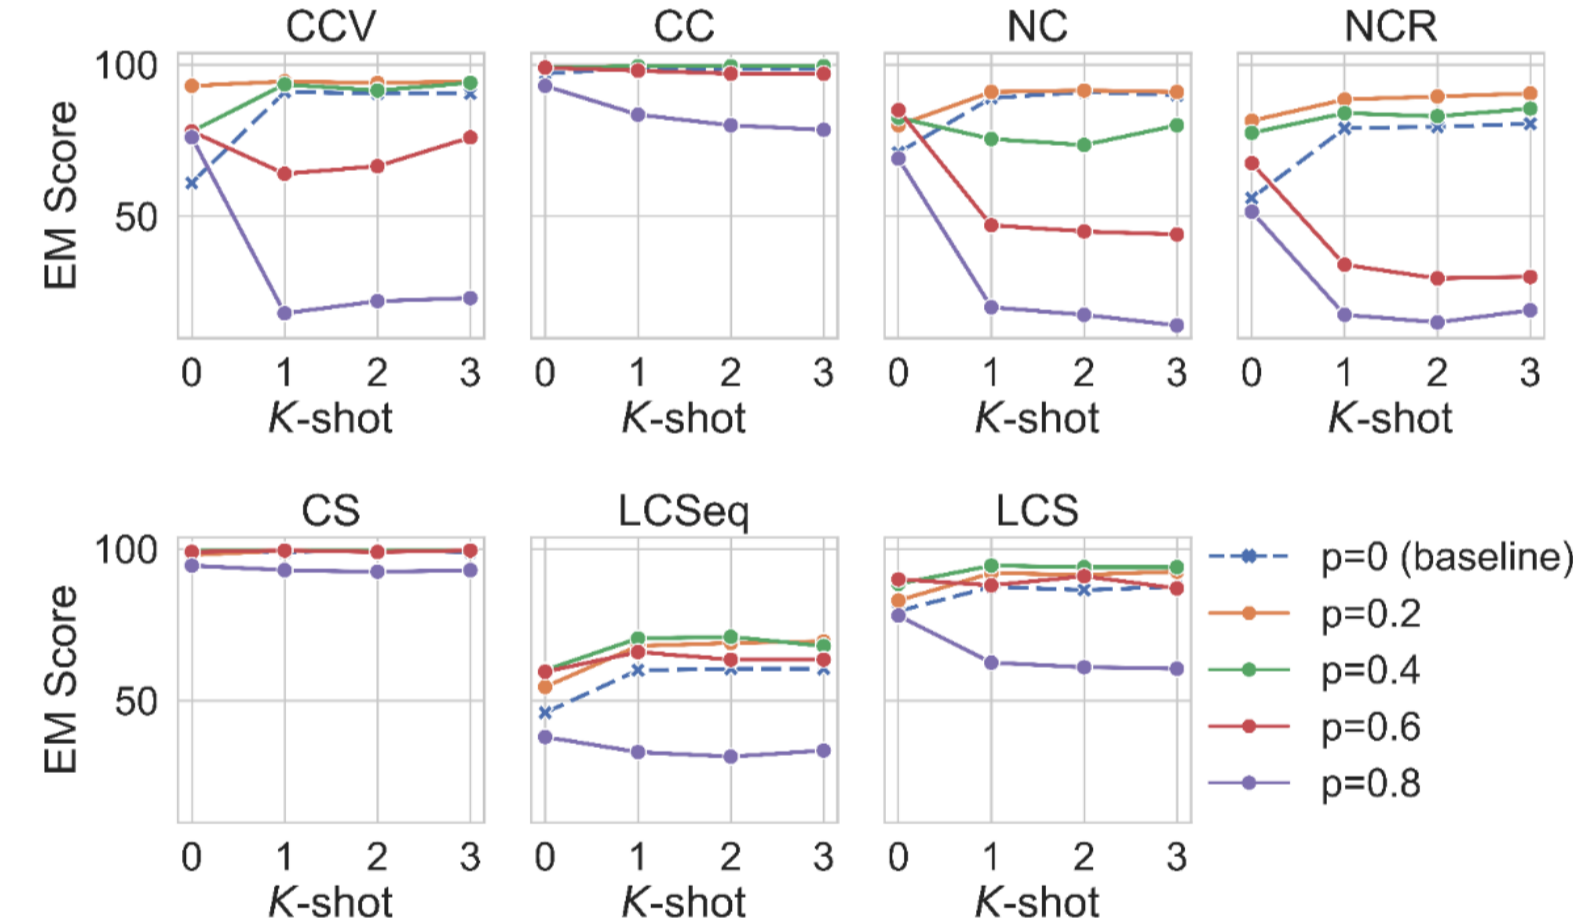 CCV CC NC NCR
100
50
EM Score
0 1 2 3 0 1 2 3 0 1 2 3 0 1 2 3
K-shot K-shot K-shot K-shot
CS LCSeq LCS
100
50
EM Score
0 1 2 3 0 1 2 3 0 1 2 3
K-shot K-shot K-shot
p=0 (baseline)
p=0.2
p=0.4
p=0.6
p=0.8